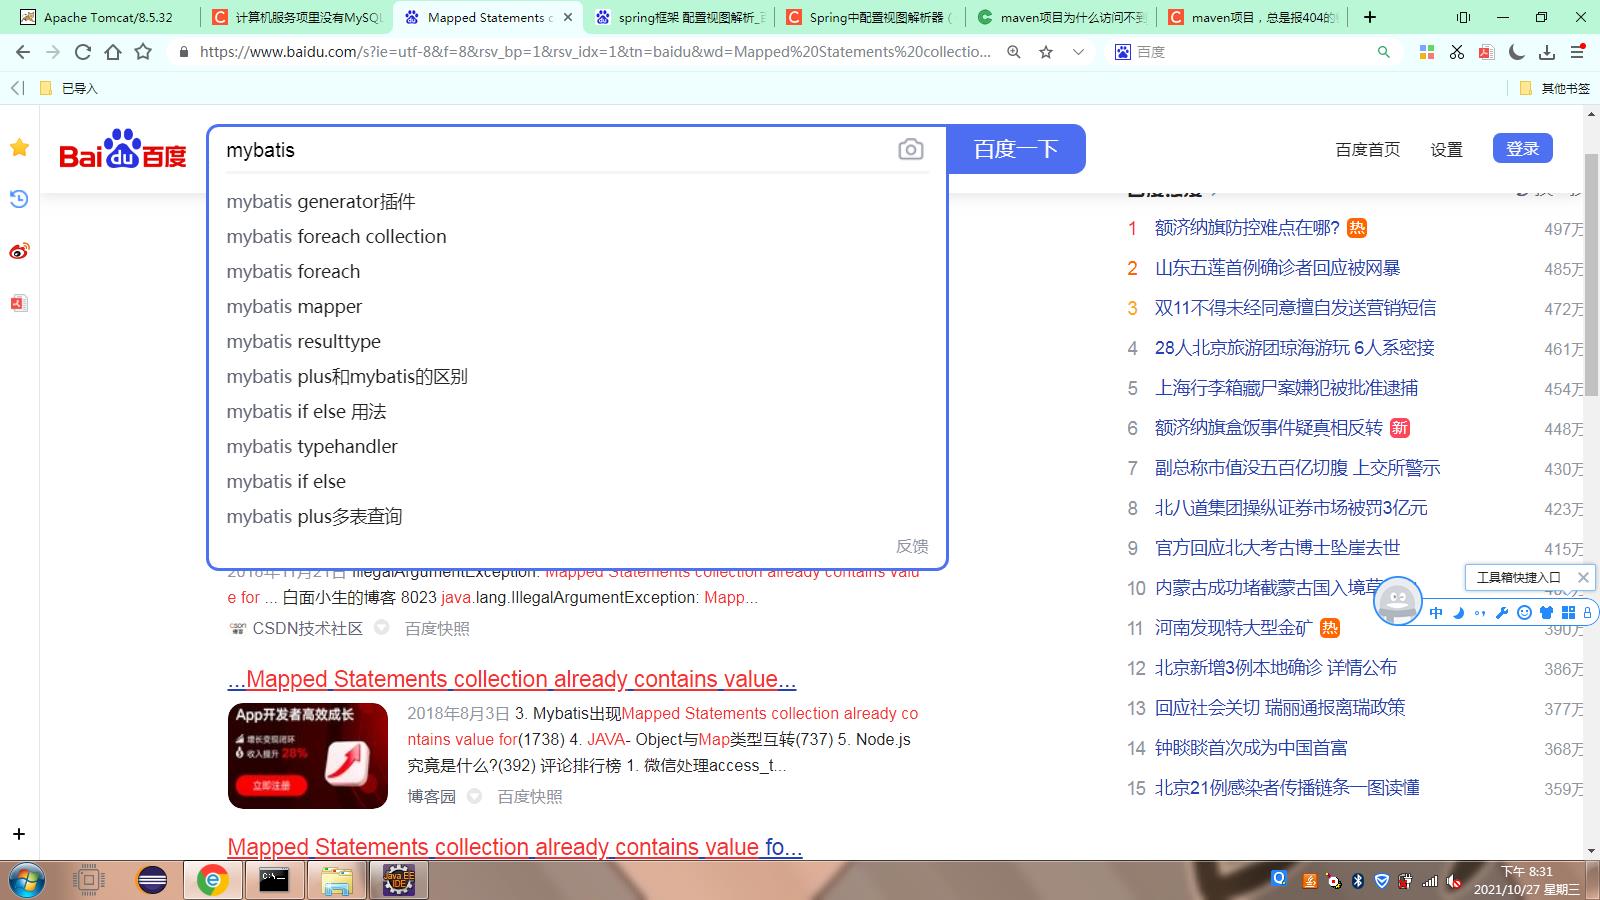 Apache Tomcat/8.5.32
计算机服务项里没有MySQL
Mapped Statements c
spring框架 配置视图解析_百
Spring中配置视图解析器（
maven项目为什么访问不到
maven项目，总是报404的
https://www.baidu.com/s?ie=utf-8&f=8&rsv_bp=1&rsv_idx=1&tn=baidu&wd=Mapped%20Statements%20collectio...
百度
已导入
其他书签
Baidu百度
mybatis
百度一下
百度首页
设置
登录
mybatis generator插件
mybatis foreach collection
mybatis foreach
mybatis mapper
mybatis resulttype
mybatis plus和mybatis的区别
mybatis if else 用法
mybatis typehandler
mybatis if else
mybatis plus多表查询
反馈
2018年11月21日 IllegalArgumentException: Mapped Statements collection already contains valu
e for ... 白面小生的博客 8023 java.lang.IllegalArgumentException: Mapp...
CSDN
CSDN技术社区
百度快照
...Mapped Statements collection already contains value...
App开发者高效成长
增长变现闭环
收入提升 28%
立即注册
2018年8月3日 3. Mybatis出现Mapped Statements collection already co
ntains value for(1738) 4. JAVA- Object与Map类型互转(737) 5. Node.js
究竟是什么?(392) 评论排行榜 1. 微信处理access_t...
博客园
百度快照
Mapped Statements collection already contains value fo...
1 额济纳旗防控难点在哪? 热 497万
2 山东五莲首例确诊者回应被网暴 485万
3 双11不得未经同意擅自发送营销短信 472万
4 28人北京旅游团琼海游玩 6人系密接 461万
5 上海行李箱藏尸案嫌犯被批准逮捕 454万
6 额济纳旗盒饭事件疑真相反转 新 448万
7 副总称市值没五百亿切腹 上交所警示 430万
8 北八道集团操纵证券市场被罚3亿元 423万
9 官方回应北大考古博士坠崖去世 415万
10 内蒙古成功堵截蒙古国入境草
工具箱快捷入口
中
11 河南发现特大型金矿 热 390万
12 北京新增3例本地确诊 详情公布 386万
13 回应社会关切 瑞丽通报离瑞政策 377万
14 钟睒睒首次成为中国首富 368万
15 北京21例感染者传播链条一图读懂 359万
Java EE
IDE
下午 8:31
2021/10/27 星期三